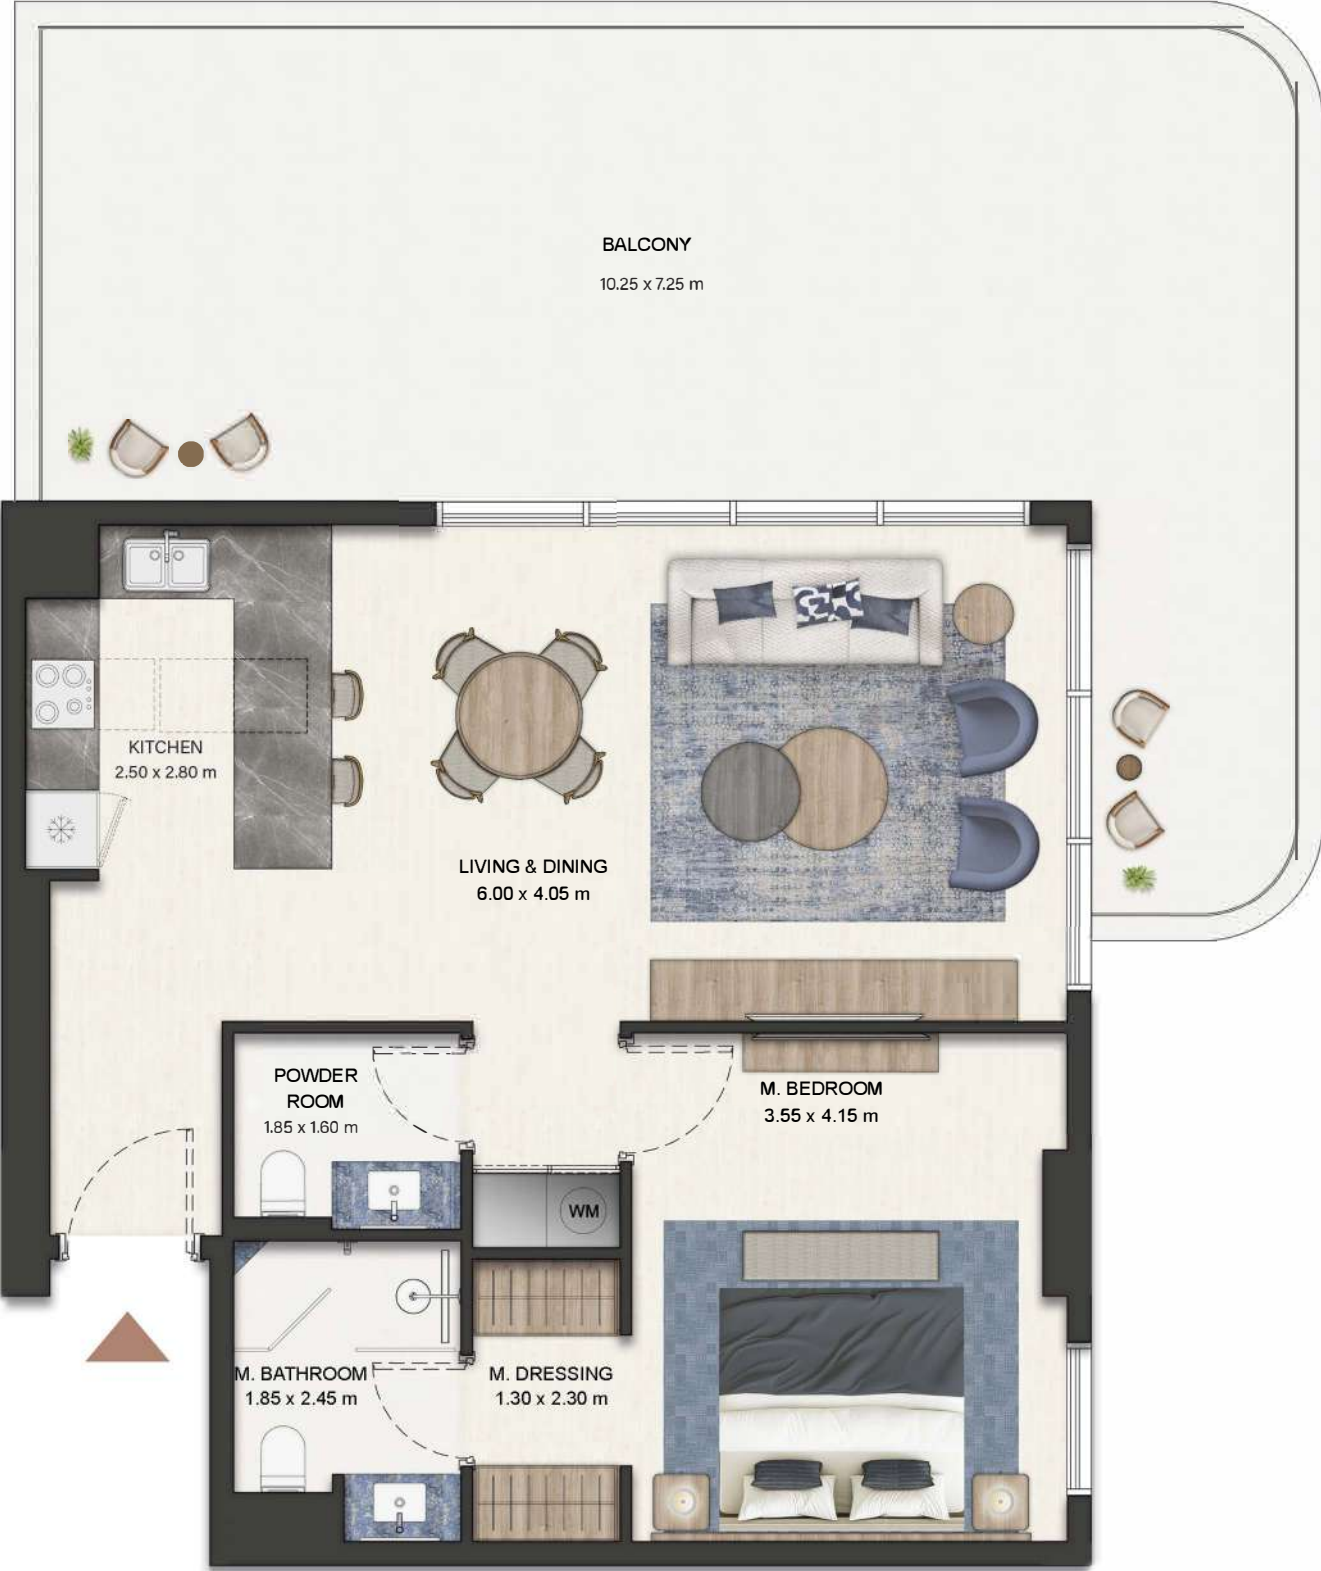 BALCONY
10.25 x 7.25 m
KITCHEN
2.50 x 2.80 m
LIVING & DINING
6.00 x 4.05 m
POWDER
ROOM
1.85 x 1.60 m
M. BEDROOM
3.55 x 4.15 m
WM
M. BATHROOM
1.85 x 2.45 m
M. DRESSING
1.30 x 2.30 m